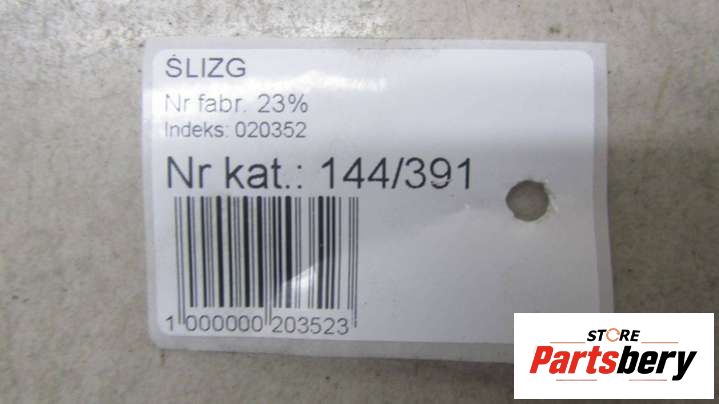 ŚLIZG
Nr fabr. 23%
Indeks: 020352
Nr kat.: 144/391
1 000000 203523
STORE
Partsbery